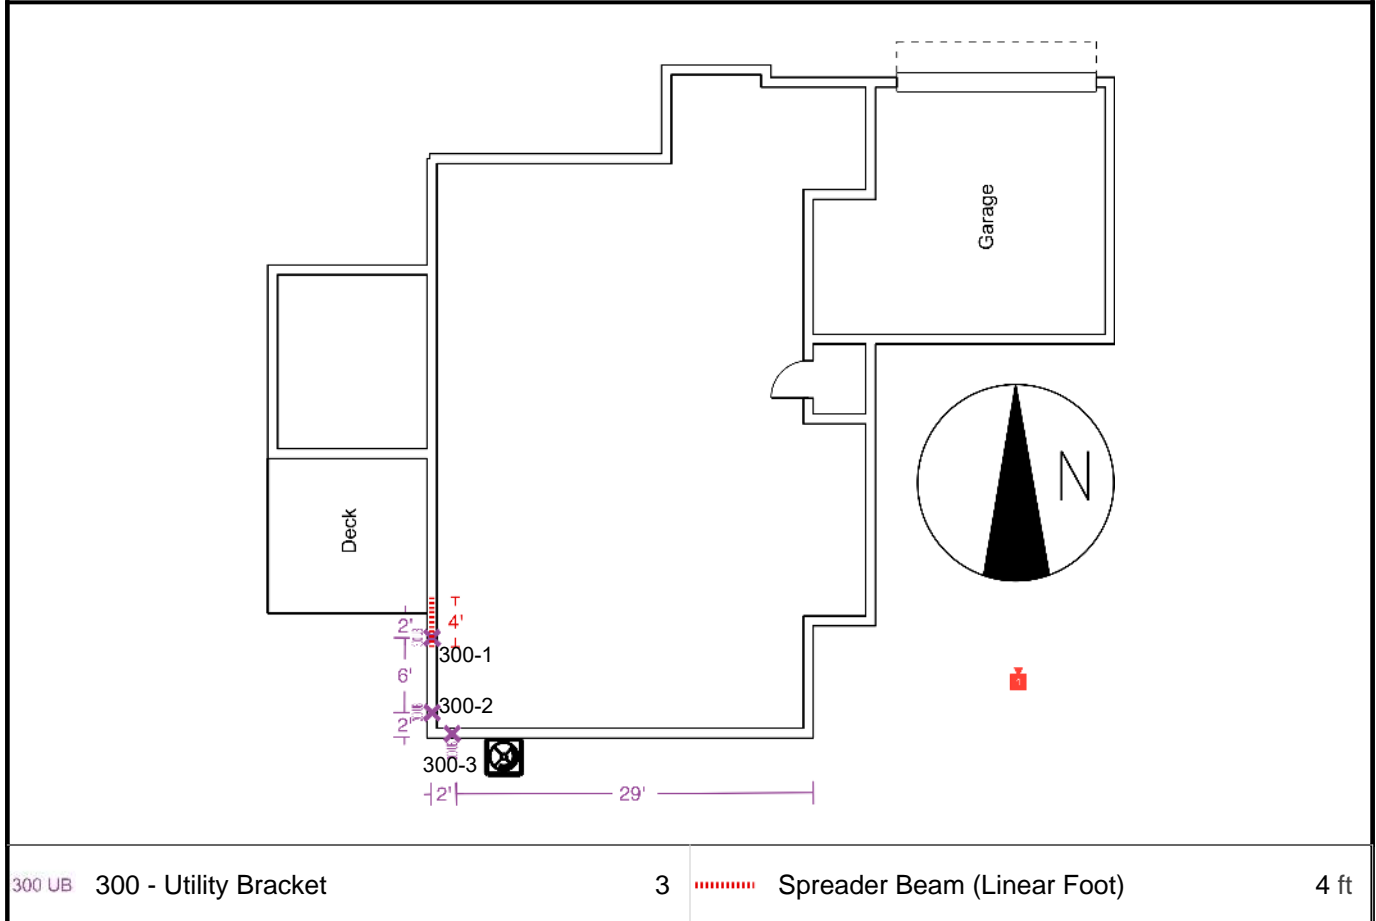 Garage
N
Deck
2'
4'
300-1
6'
300-2
2'
300-3
2'
29'
1
300 UB
300 - Utility Bracket
3
Spreader Beam (Linear Foot)
4 ft